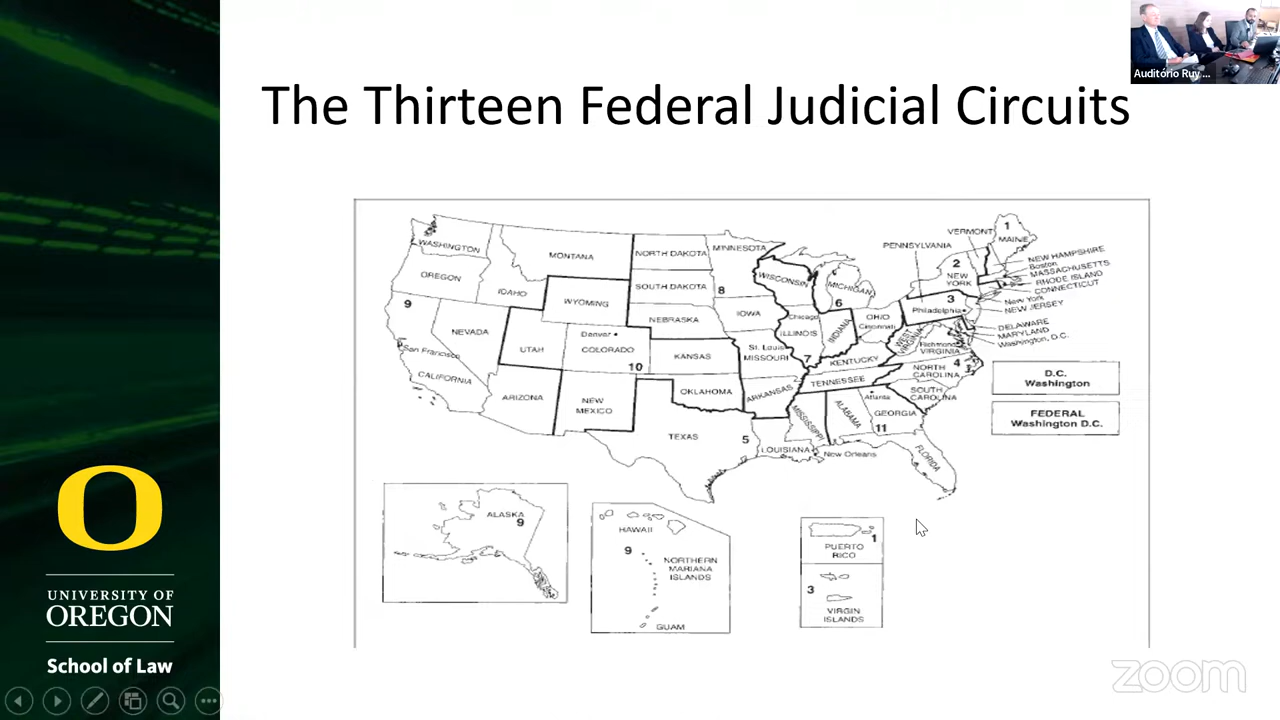 The Thirteen Federal Judicial Circuits
Auditório Ruy ...
WASHINGTON
MONTANA
NORTH DAKOTA
MINNESOTA
OREGON
IDAHO
SOUTH DAKOTA
8
WISCONSIN
MICHIGAN
6
PENNSYLVANIA
VERMONT
1
MAINE
2
NEW
YORK
NEW HAMPSHIRE
Boston
MASSACHUSETTS
RHODE ISLAND
CONNECTICUT
New York
NEW JERSEY
3
Philadelphia
DELAWARE
MARYLAND
Washington, D.C.
9
WYOMING
NEBRASKA
IOWA
Chicago
ILLINOIS
7
INDIANA
OHIO
Cincinnati
WEST
VIRGINIA
Richmond
VIRGINIA
NEVADA
UTAH
Denver
COLORADO
10
KANSAS
St. Louis
MISSOURI
KENTUCKY
4
NORTH
CAROLINA
San Francisco
CALIFORNIA
ARIZONA
NEW
MEXICO
OKLAHOMA
ARKANSAS
TENNESSEE
SOUTH
CAROLINA
TEXAS
5
LOUISIANA
MISSISSIPPI
ALABAMA
Atlanta
GEORGIA
11
New Orleans
FLORIDA
D.C.
Washington
FEDERAL
Washington D.C.
ALASKA
9
HAWAII
9
NORTHERN
MARIANA
ISLANDS
GUAM
1
PUERTO
RICO
3
VIRGIN
ISLANDS
O
UNIVERSITY OF
OREGON
School of Law
zoom